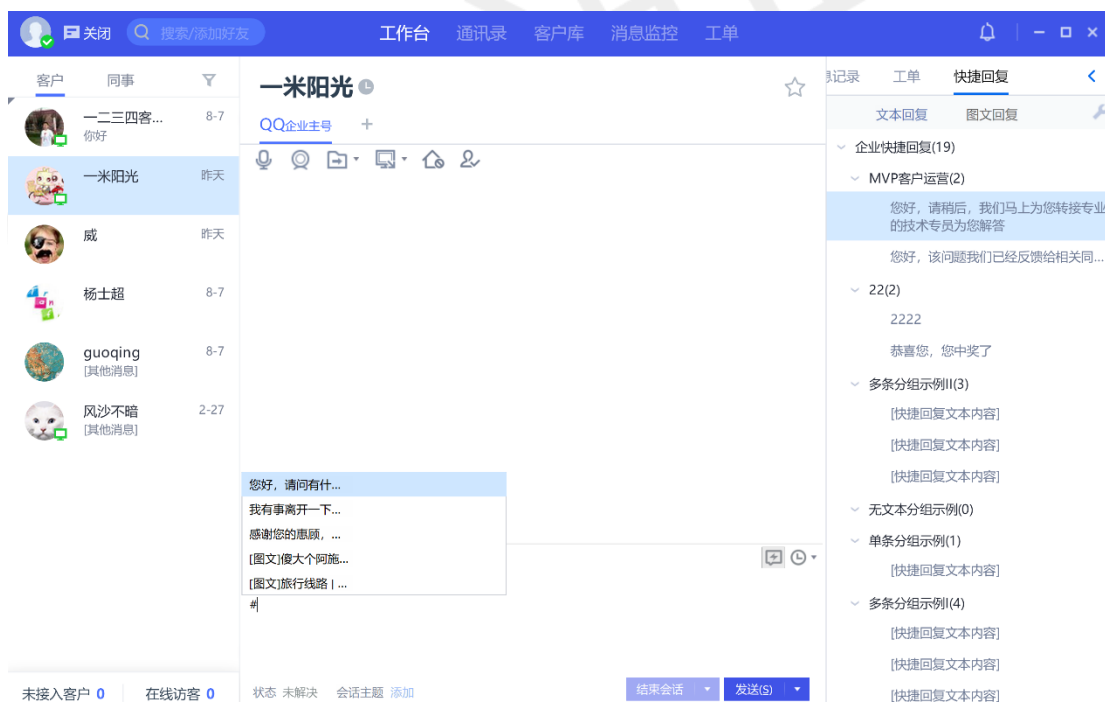 关闭
搜索/添加好友
工作台 通讯录 客户库 消息监控 工单
客户 同事
一二三四客... 8-7
你好
一米阳光 昨天
威 昨天
杨士超 8-7
guoqing 8-7
[其他消息]
风沙不暗 2-27
[其他消息]
未接入客户 0 在线访客 0
一米阳光
QQ企业主号 +
您好，请问有什...
我有事离开一下...
感谢您的惠顾，...
[图文]傻大个阿施...
[图文]旅行线路 | ...
#
状态 未解决 会话主题 添加
结束会话 发送(S)
记录 工单 快捷回复
文本回复 图文回复
企业快捷回复(19)
MVP客户运营(2)
您好，请稍后，我们马上为您转接专业
的技术专员为您解答
您好，该问题我们已经反馈给相关同...
22(2)
2222
恭喜您，您中奖了
多条分组示例II(3)
[快捷回复文本内容]
[快捷回复文本内容]
[快捷回复文本内容]
无文本分组示例(0)
单条分组示例(1)
[快捷回复文本内容]
多条分组示例I(4)
[快捷回复文本内容]
[快捷回复文本内容]
[快捷回复文本内容]